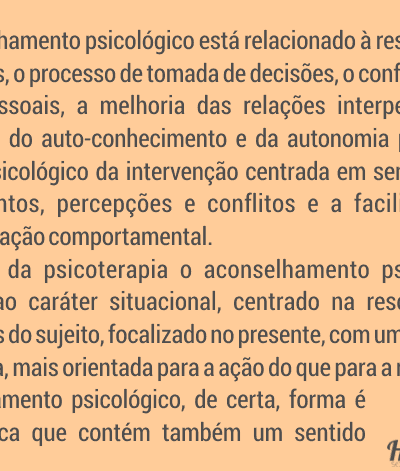 hamento psicológico está relacionado à res
s, o processo de tomada de decisões, o conf
essoais, a melhoria das relações interpe
do auto-conhecimento e da autonomia p
sicológico da intervenção centrada em sen
ntos, percepções e conflitos e a facili
ação comportamental.
da psicoterapia o aconselhamento ps
ao caráter situacional, centrado na reso
s do sujeito, focalizado no presente, com um
a, mais orientada para a ação do que para a r
amento psicológico, de certa, forma é
ca que contém também um sentido
H